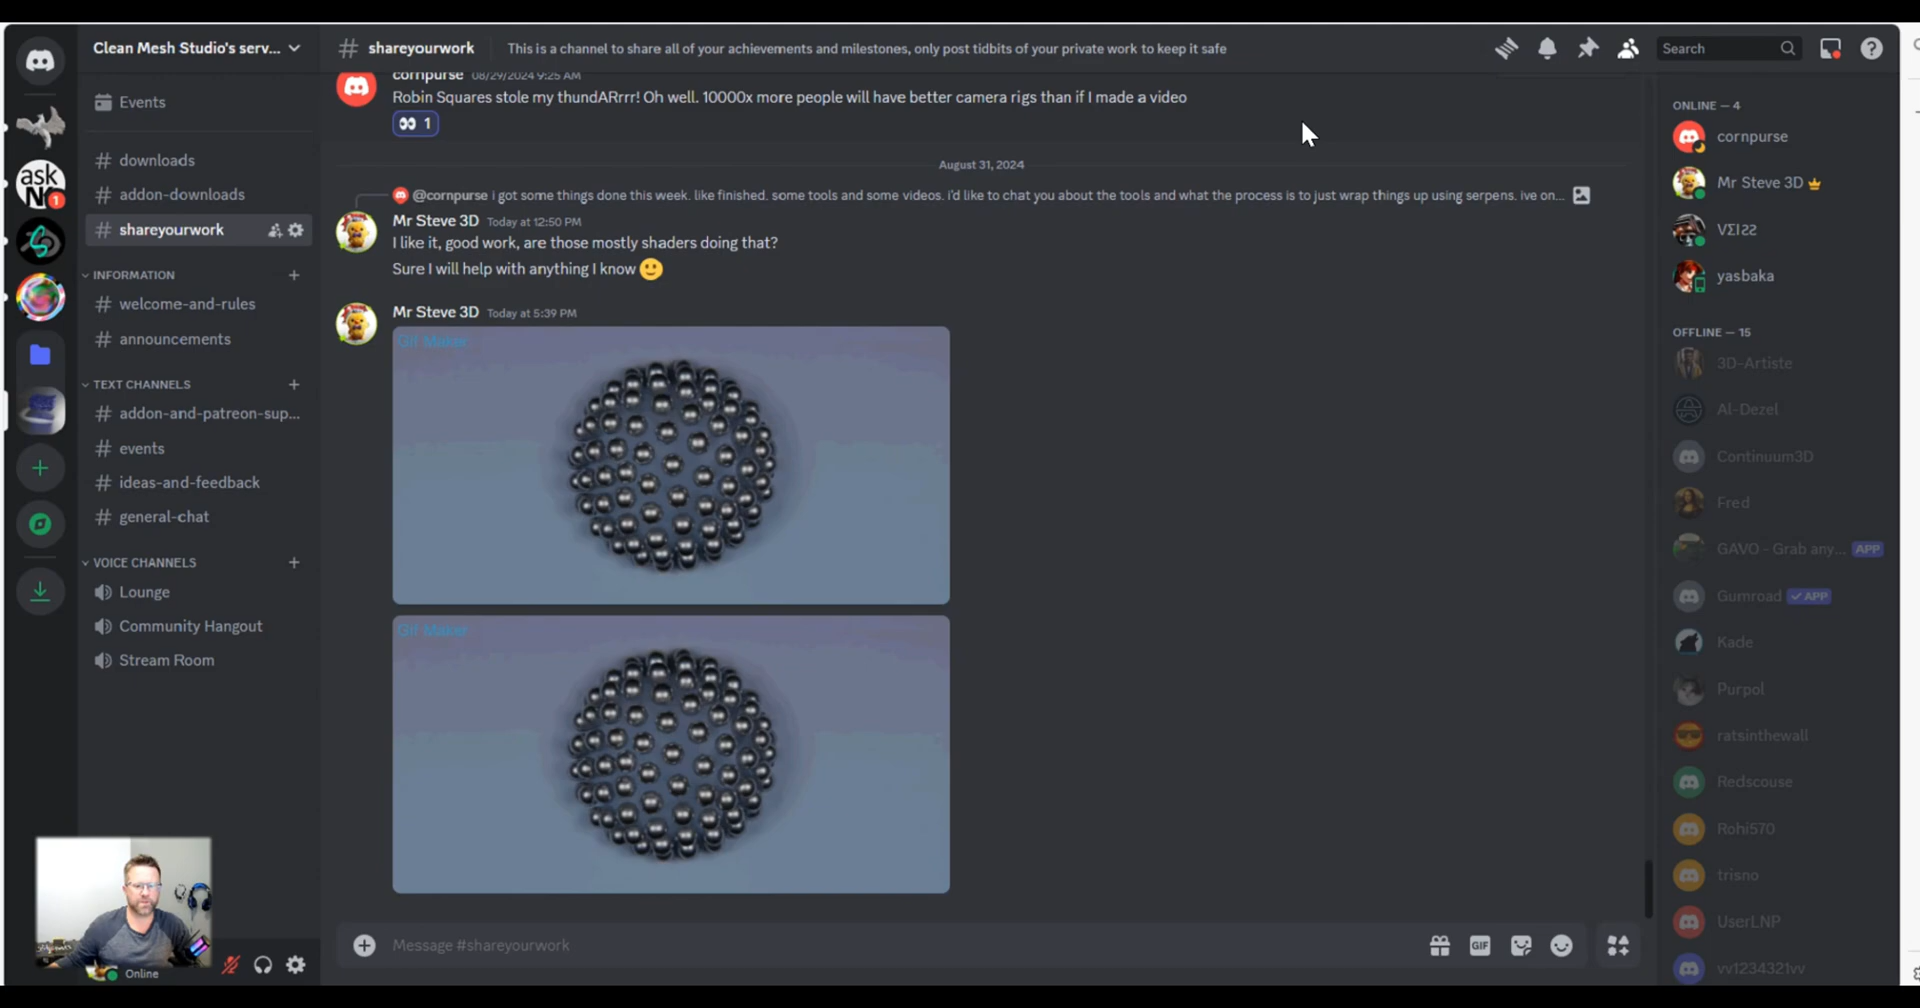 Clean Mesh Studio's serv...
Events
downloads
addon-downloads
shareyourwork
INFORMATION
welcome-and-rules
announcements
TEXT CHANNELS
addon-and-patreon-sup...
events
ideas-and-feedback
general-chat
VOICE CHANNELS
Lounge
Community Hangout
Stream Room
Online
ask
1
# shareyourwork
This is a channel to share all of your achievements and milestones, only post tidbits of your private work to keep it safe
Search
cornpurse 08/29/2024 9:25 AM
Robin Squares stole my thundARrrr! Oh well. 10000x more people will have better camera rigs than if I made a video
1
August 31, 2024
@cornpurse i got some things done this week. like finished. some tools and some videos. i'd like to chat you about the tools and what the process is to just wrap things up using serpens. ive on...
Mr Steve 3D Today at 12:50 PM
I like it, good work, are those mostly shaders doing that?
Sure I will help with anything I know
Mr Steve 3D Today at 5:39 PM
Gif Maker
Gif Maker
Message #shareyourwork
GIF
ONLINE — 4
cornpurse
Mr Steve 3D
VΣISS
yasbaka
OFFLINE — 15
3D-Artiste
Al-Dezel
Continuum3D
Fred
GAVO - Grab any... APP
Gumroad APP
Kade
Purpol
ratsinthewall
Redscouse
Rohi570
trisno
UserLNP
vv1234321vv